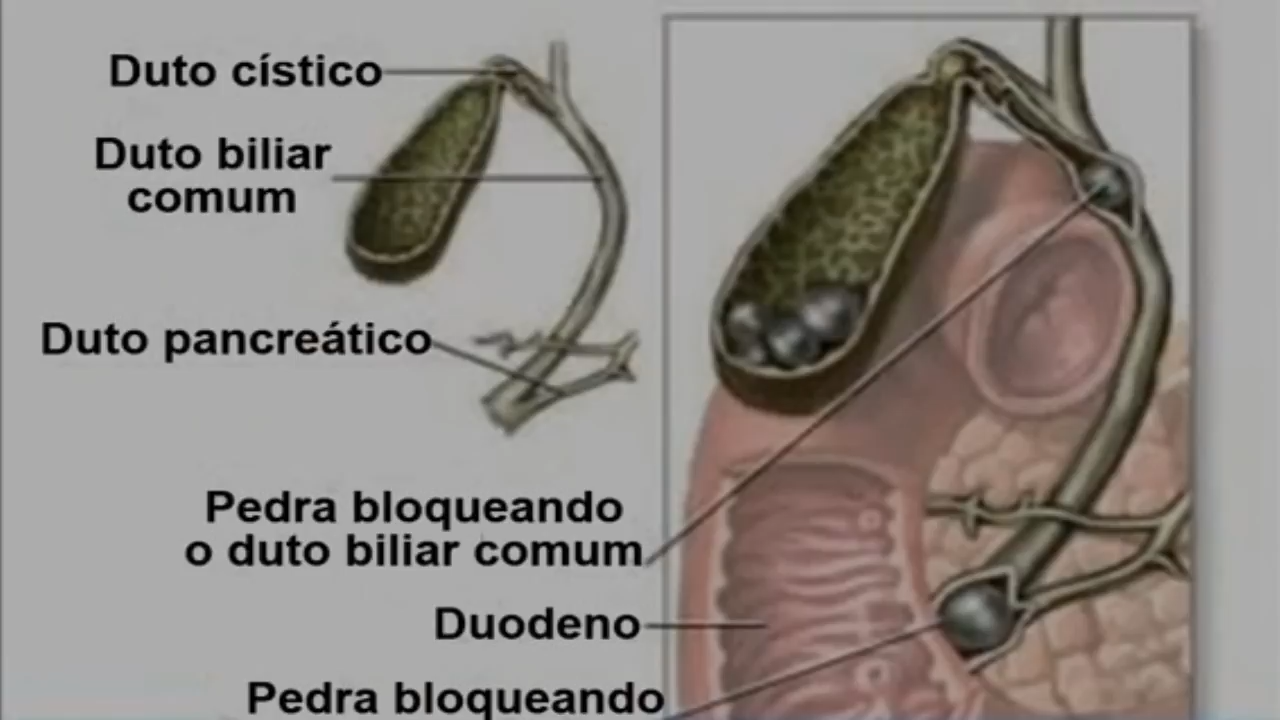 Duto cístico
Duto biliar
comum
Duto pancreático
Pedra bloqueando
o duto biliar comum
Duodeno
Pedra bloqueando